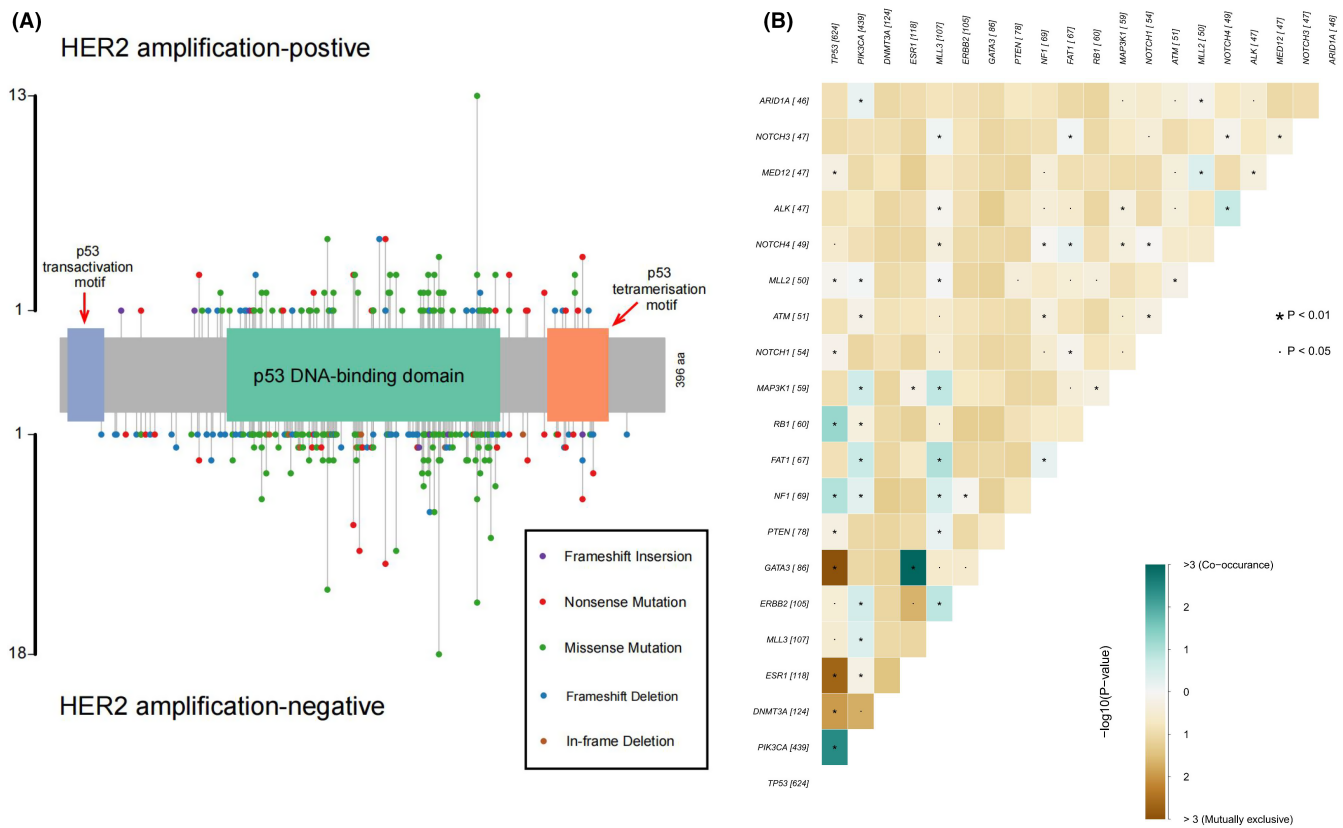 (A)
HER2 amplification-postive
13
1
p53
transactivation
motif
p53
tetramerisation
motif
p53 DNA-binding domain
396 aa
1
18
HER2 amplification-negative
Frameshift Insersion
Nonsense Mutation
Missense Mutation
Frameshift Deletion
In-frame Deletion
(B)
TP53 [624]
PIK3CA [439]
DNMT3A [124]
ESR1 [118]
MLL3 [107]
ERBB2 [105]
GATA3 [ 86]
PTEN [ 78]
NF1 [ 69]
FAT1 [ 67]
RB1 [ 60]
MAP3K1 [ 59]
NOTCH1 [ 54]
ATM [ 51]
MLL2 [ 50]
NOTCH4 [ 49]
ALK [ 47]
MED12 [ 47]
NOTCH3 [ 47]
ARID1A [ 46]
ARID1A [ 46]
NOTCH3 [ 47]
MED12 [ 47]
ALK [ 47]
NOTCH4 [ 49]
MLL2 [ 50]
ATM [ 51]
NOTCH1 [ 54]
MAP3K1 [ 59]
RB1 [ 60]
FAT1 [ 67]
NF1 [ 69]
PTEN [ 78]
GATA3 [ 86]
ERBB2 [105]
MLL3 [107]
ESR1 [118]
DNMT3A [124]
PIK3CA [439]
TP53 [624]
* P < 0.01
· P < 0.05
−log10(P−value)
>3 (Co−occurance)
2
1
0
1
2
> 3 (Mutually exclusive)